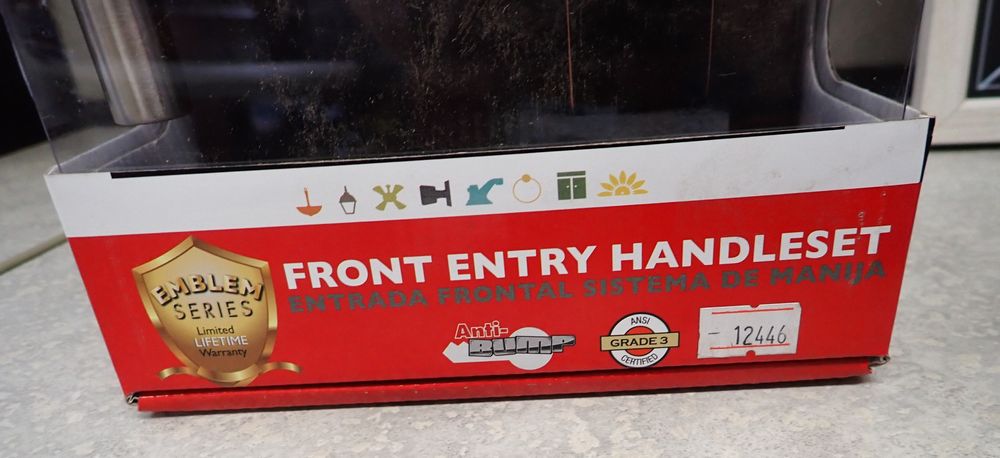 EMBLEM
SERIES
Limited
LIFETIME
Warranty
FRONT ENTRY HANDLESET
ENTRADA FRONTAL SISTEMA DE MANIJA
Anti-
BUMP
ANSI
GRADE 3
CERTIFIED
- 12446